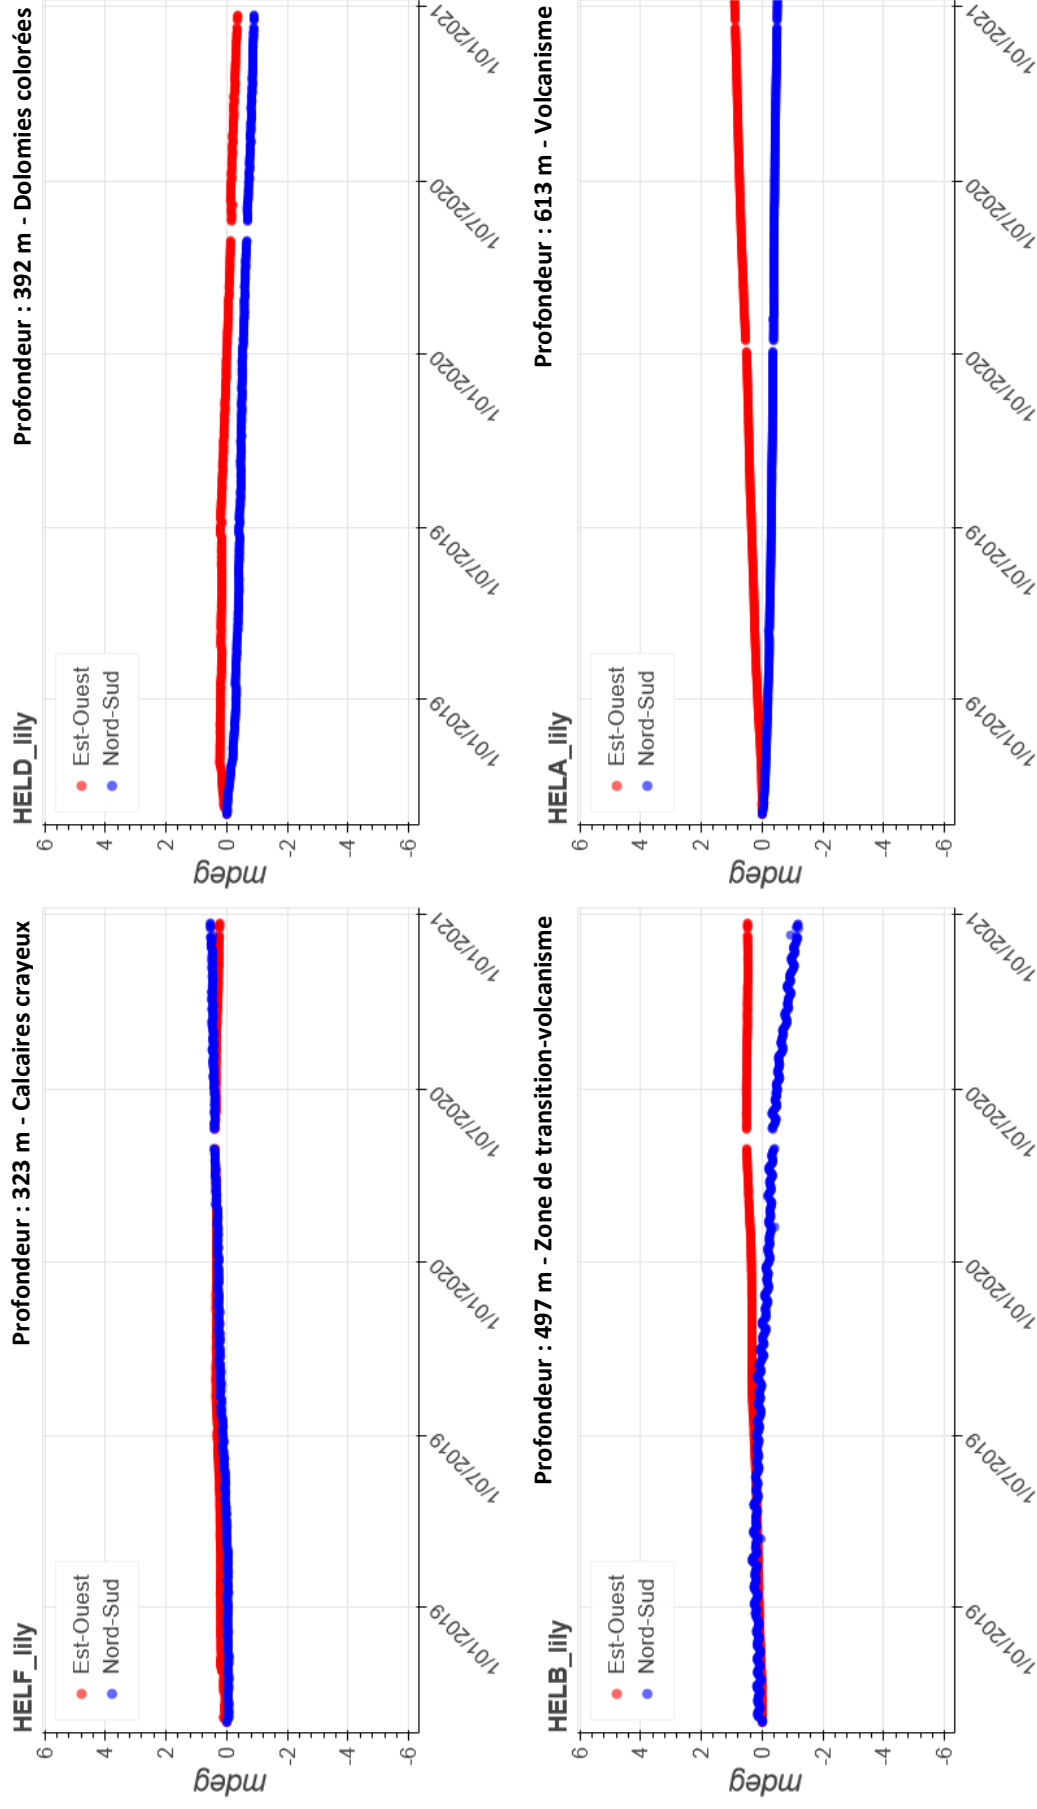 HELF_lily
Profondeur : 323 m - Calcaires crayeux
Est-Ouest
Nord-Sud
mdeg
6
4
2
0
-2
-4
-6
1/01/2019
1/07/2019
1/01/2020
1/07/2020
1/01/2021
HELD_lily
Profondeur : 392 m - Dolomies colorées
Est-Ouest
Nord-Sud
mdeg
6
4
2
0
-2
-4
-6
1/01/2019
1/07/2019
1/01/2020
1/07/2020
1/01/2021
HELB_lily
Profondeur : 497 m - Zone de transition-volcanisme
Est-Ouest
Nord-Sud
mdeg
6
4
2
0
-2
-4
-6
1/01/2019
1/07/2019
1/01/2020
1/07/2020
1/01/2021
HELA_lily
Profondeur : 613 m - Volcanisme
Est-Ouest
Nord-Sud
mdeg
6
4
2
0
-2
-4
-6
1/01/2019
1/07/2019
1/01/2020
1/07/2020
1/01/2021